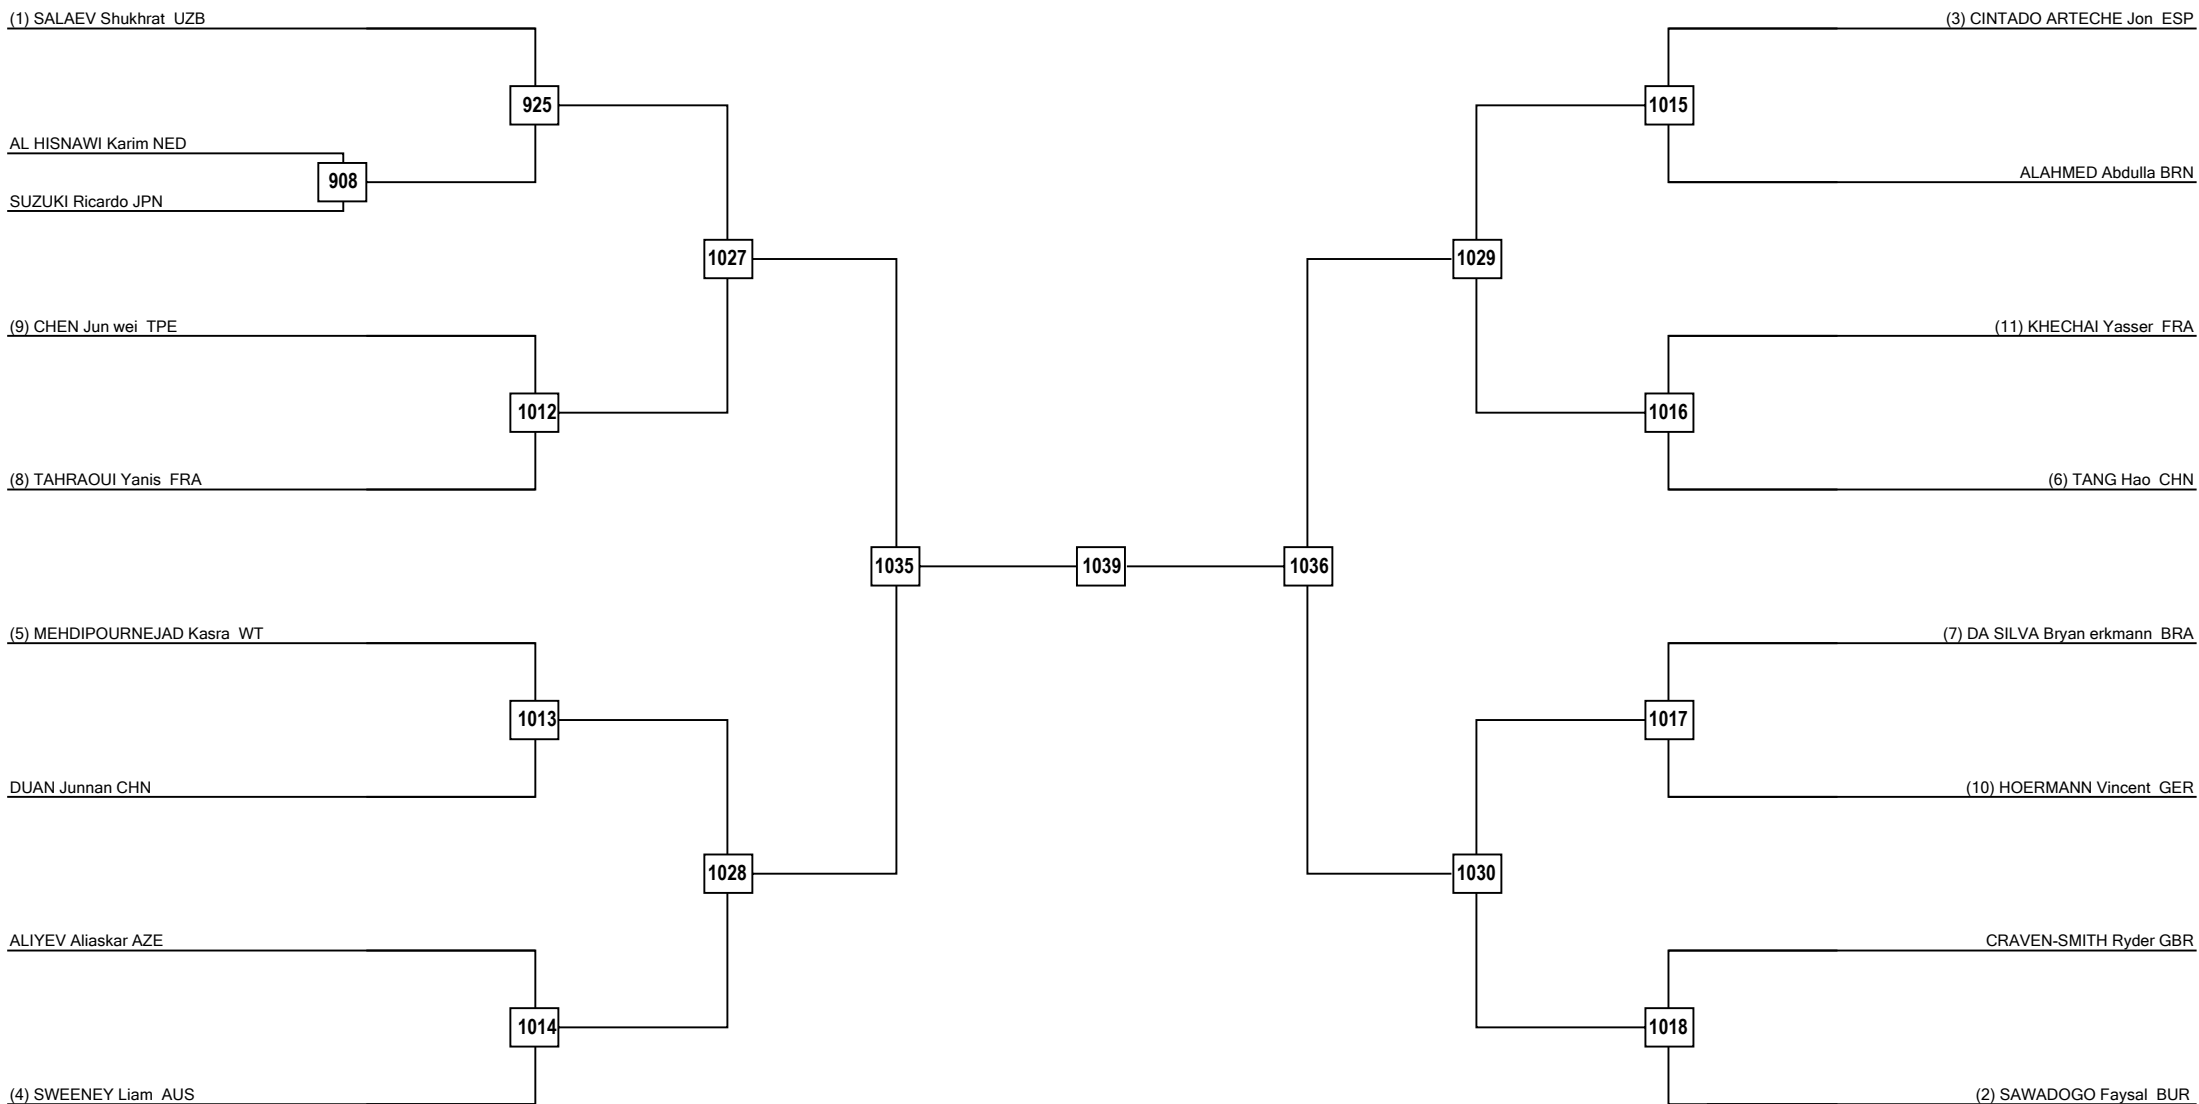 (1) SALAEV Shukhrat UZB
(3) CINTADO ARTECHE Jon ESP
925
1015
AL HISNAWI Karim NED
908
ALAHMED Abdulla BRN
SUZUKI Ricardo JPN
1027
1029
(9) CHEN Jun wei TPE
(11) KHECHAI Yasser FRA
1012
1016
(8) TAHRAOUI Yanis FRA
(6) TANG Hao CHN
1035
1039
1036
(5) MEHDIPOURNEJAD Kasra WT
(7) DA SILVA Bryan erkmann BRA
1013
1017
DUAN Junnan CHN
(10) HOERMANN Vincent GER
1028
1030
ALIYEV Aliaskar AZE
CRAVEN-SMITH Ryder GBR
1014
1018
(4) SWEENEY Liam AUS
(2) SAWADOGO Faysal BUR